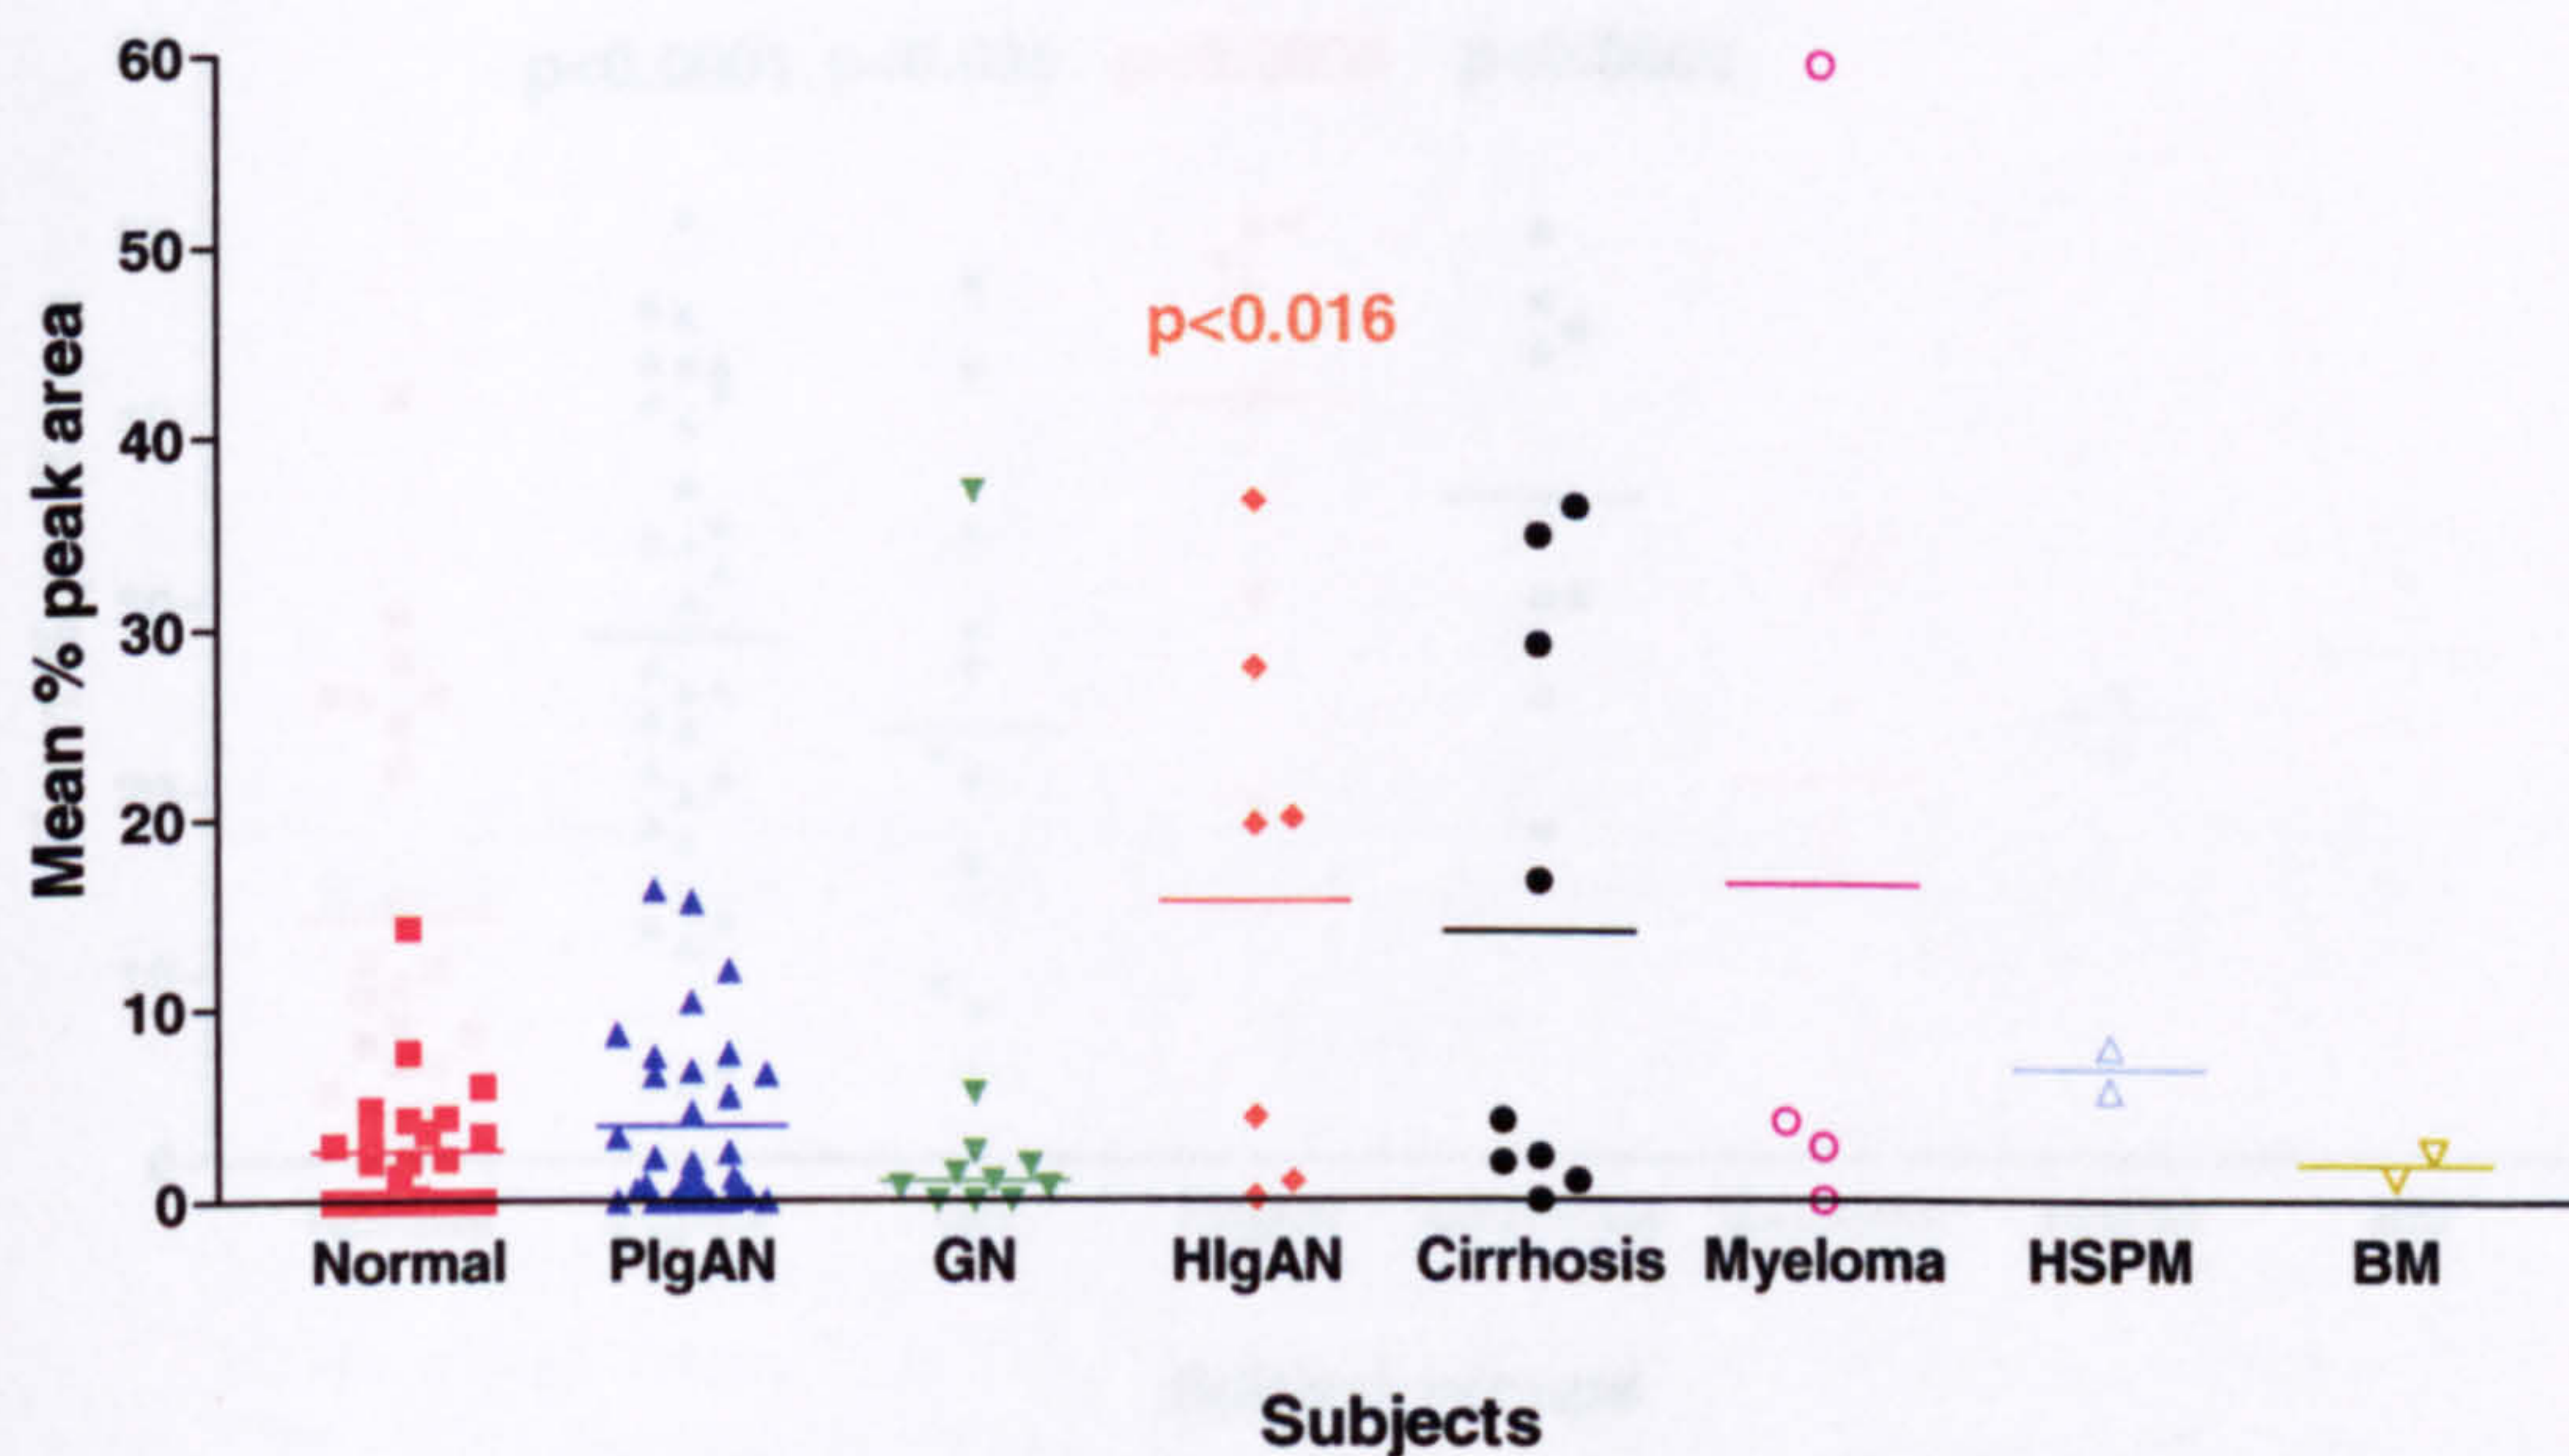 Mean % peak area
60
50
40
30
20
10
0
p<0.016
Normal PIgAN GN HIgAN Cirrhosis Myeloma HSPM BM
Subjects